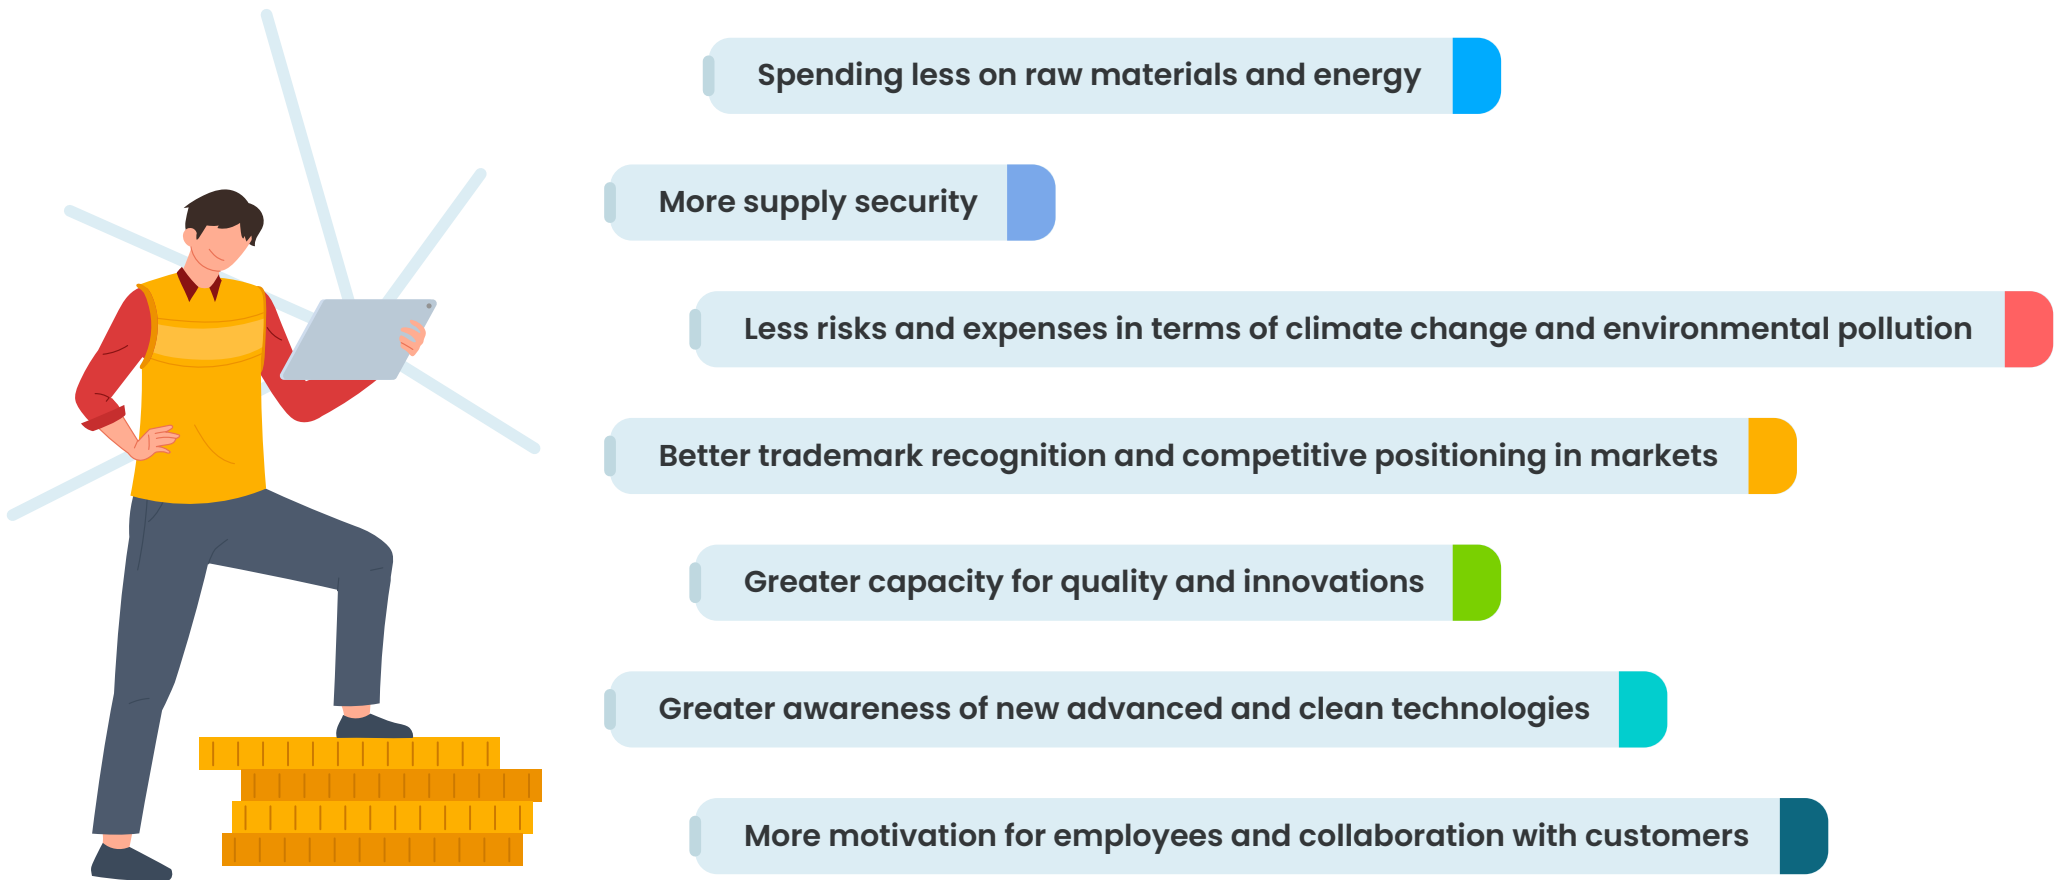 Spending less on raw materials and energy
More supply security
Less risks and expenses in terms of climate change and environmental pollution
Better trademark recognition and competitive positioning in markets
Greater capacity for quality and innovations
Greater awareness of new advanced and clean technologies
More motivation for employees and collaboration with customers